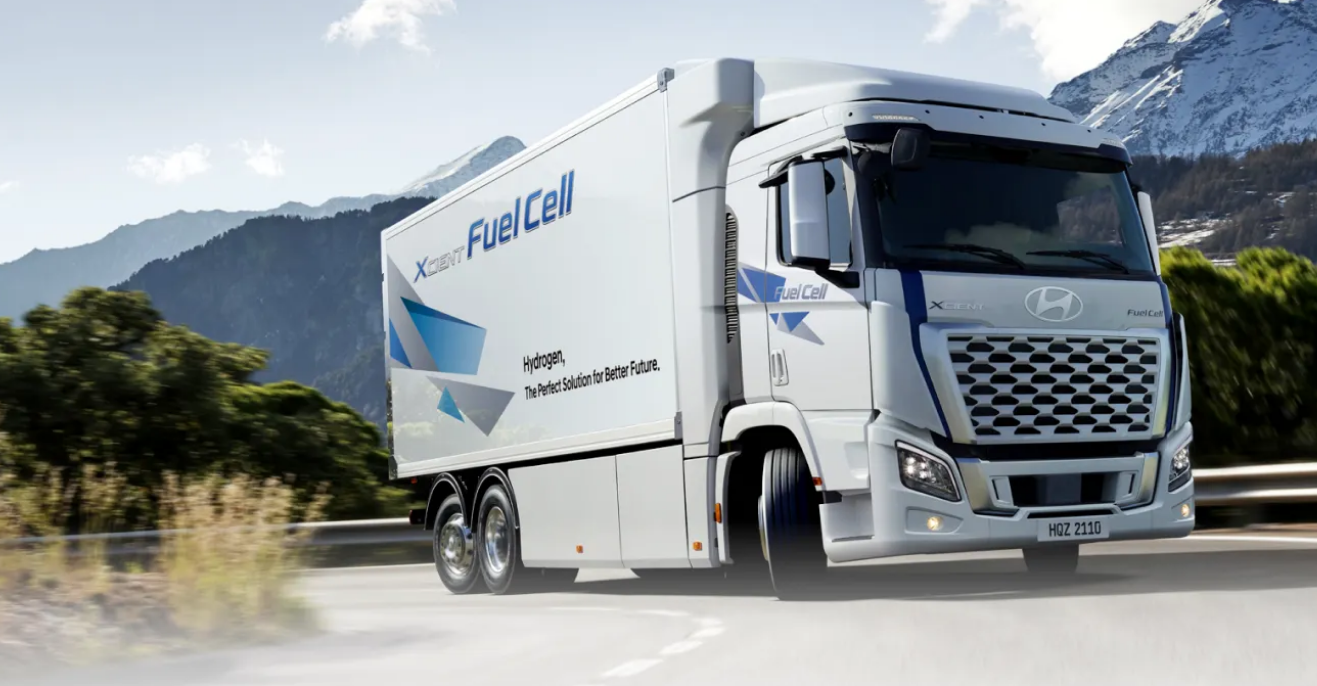 XCIENT Fuel Cell
Hydrogen,
The Perfect Solution for Better Future.
Fuel Cell
XCIENT
Fuel Cell
HQZ 2110